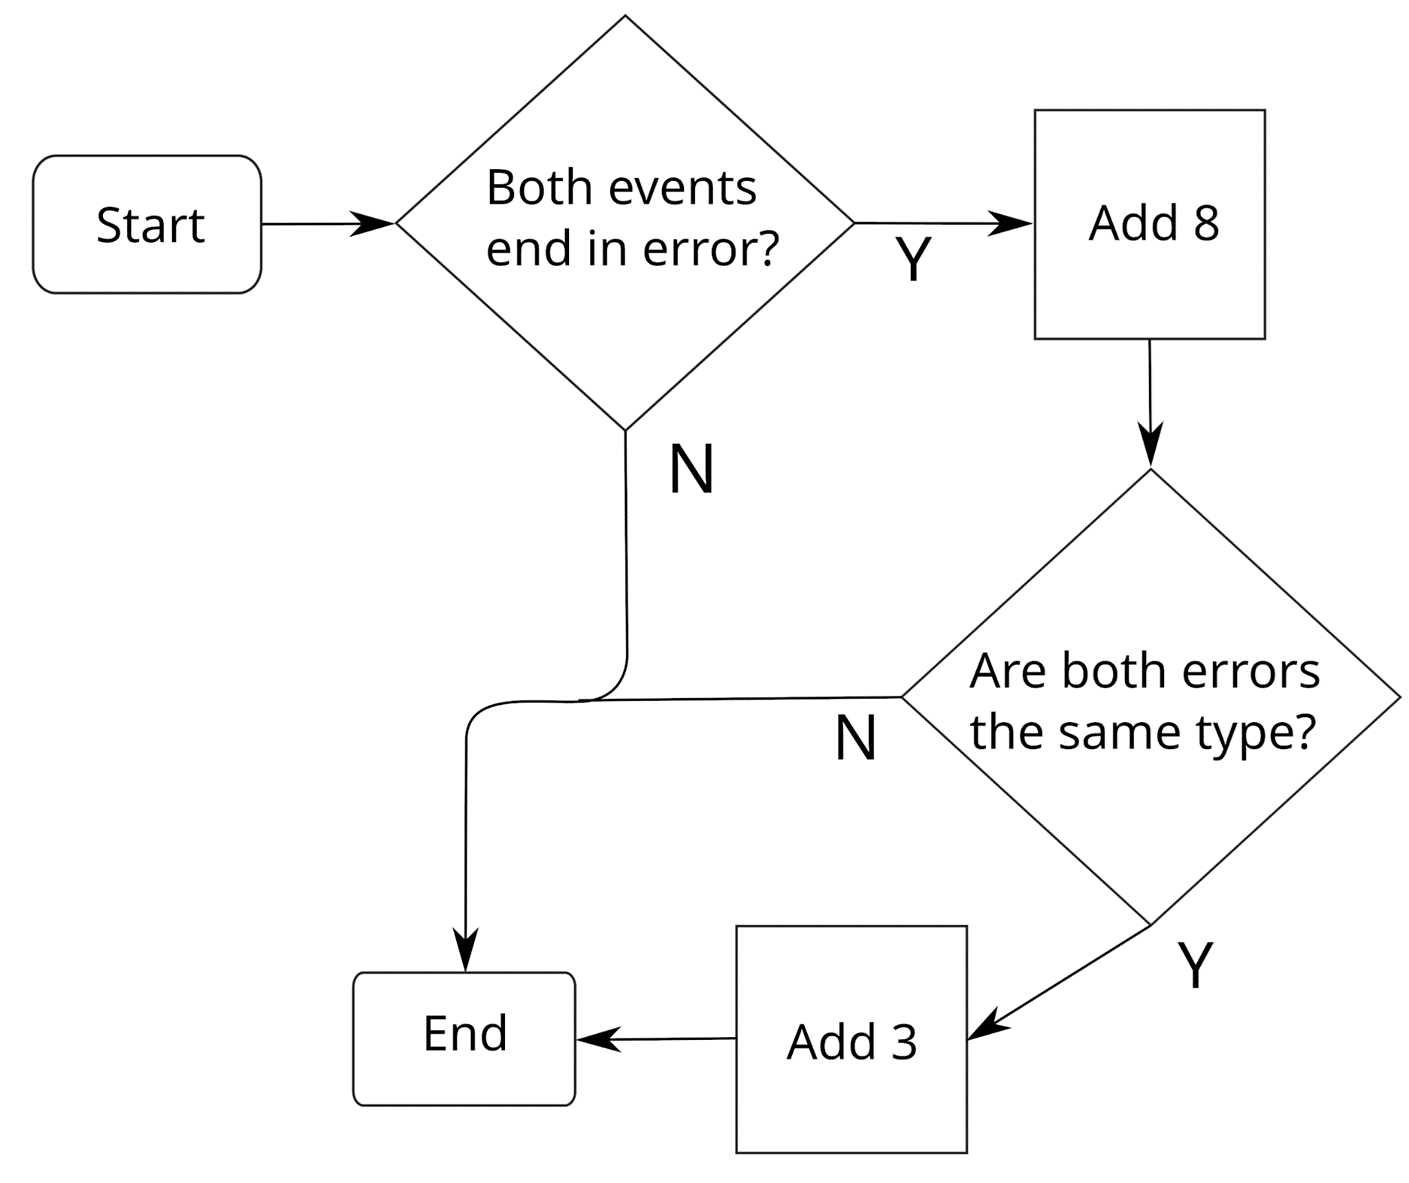 Start
Both events
end in error?
Y
Add 8
N
Are both errors
the same type?
N
Y
Add 3
End